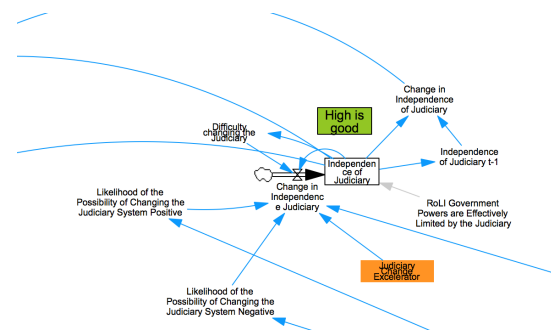 Change in
Independence
of Judiciary
High is
good
Difficulty
changing the
Judiciary
Independen
ce of
Judiciary
Independence
of Judiciary t-1
Change in
Independenc
e Judiciary
Likelihood of the
Possibility of Changing the
Judiciary System Positive
RoLI Government
Powers are Effectively
Limited by the Judiciary
Judiciary
Change
Excelerator
Likelihood of the
Possibility of Changing the
Judiciary System Negative